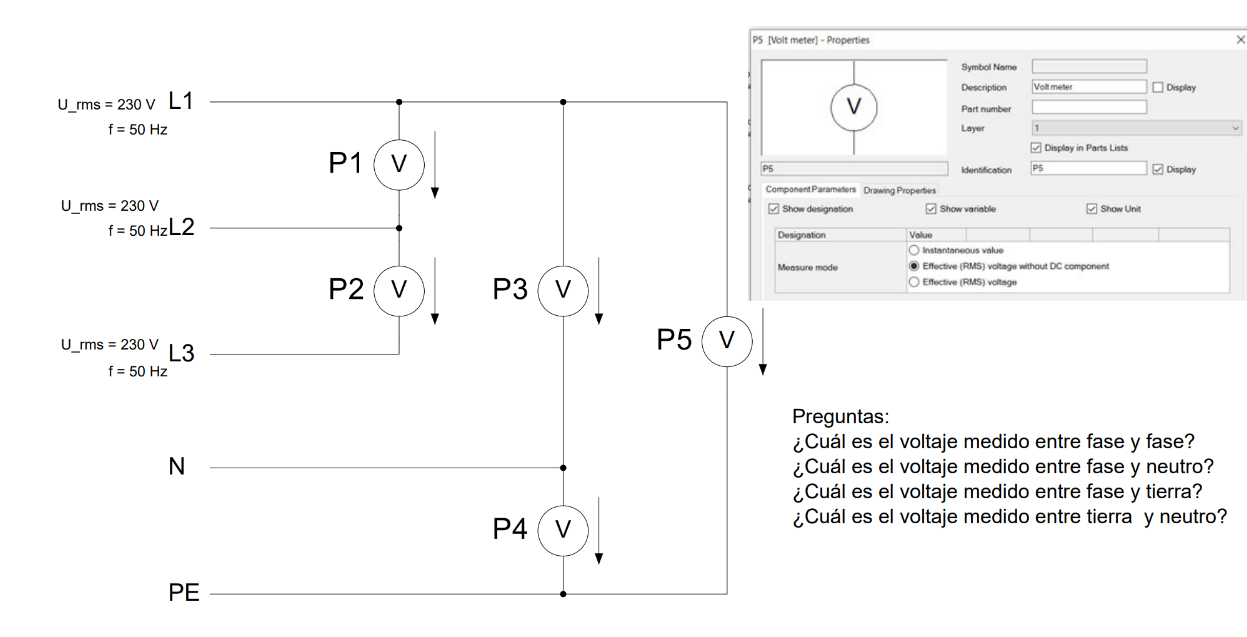 U_rms = 230 V L1
f = 50 Hz
P1 V
U_rms = 230 V
f = 50 Hz L2
P2 V
P3 V
P5 V
U_rms = 230 V L3
f = 50 Hz
N
P4 V
PE
P5 [Volt meter] - Properties
V
Symbol Name
Description Volt meter Display
Part number
Layer 1
Display in Parts Lists
P5
Identification P5 Display
Component Parameters Drawing Properties
Show designation Show variable Show Unit
Designation Value
Instantaneous value
Measure mode Effective (RMS) voltage without DC component
Effective (RMS) voltage
Preguntas:
¿Cuál es el voltaje medido entre fase y fase?
¿Cuál es el voltaje medido entre fase y neutro?
¿Cuál es el voltaje medido entre fase y tierra?
¿Cuál es el voltaje medido entre tierra y neutro?